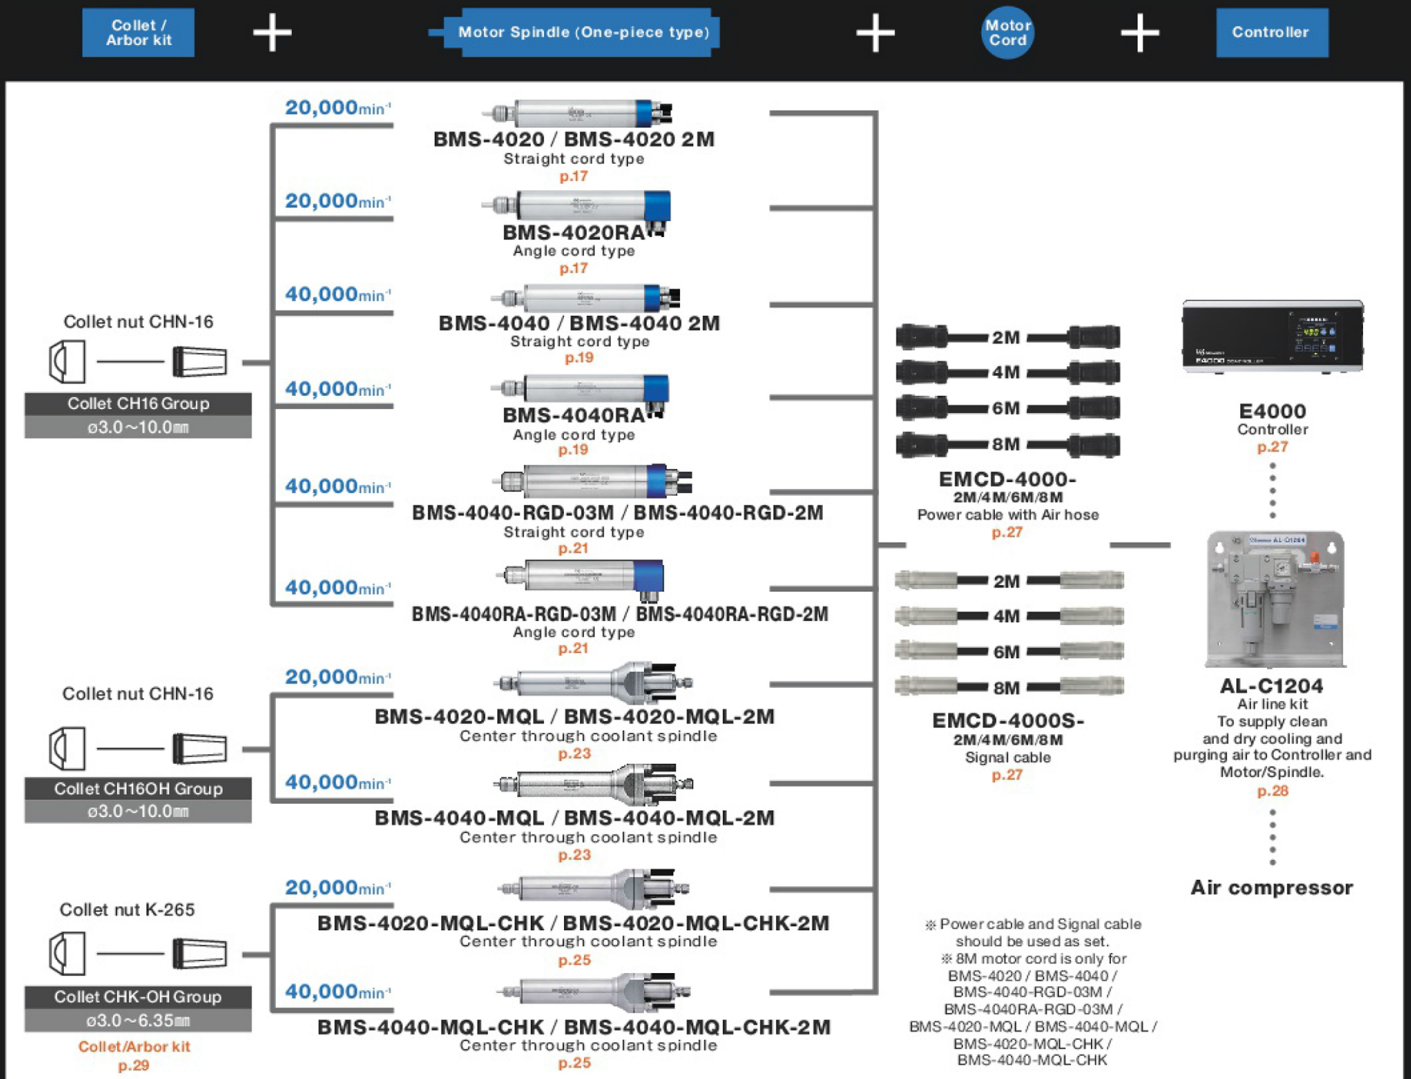 Collet /
Arbor kit
Motor Spindle (One-piece type)
Motor
Cord
Controller
Collet nut CHN-16
Collet CH16 Group
ø3.0～10.0㎜
20,000min⁻¹
BMS-4020 / BMS-4020 2M
Straight cord type
p.17
20,000min⁻¹
BMS-4020RA
Angle cord type
p.17
40,000min⁻¹
BMS-4040 / BMS-4040 2M
Straight cord type
p.19
40,000min⁻¹
BMS-4040RA
Angle cord type
p.19
40,000min⁻¹
BMS-4040-RGD-03M / BMS-4040-RGD-2M
Straight cord type
p.21
40,000min⁻¹
BMS-4040RA-RGD-03M / BMS-4040RA-RGD-2M
Angle cord type
p.21
Collet nut CHN-16
Collet CH16OH Group
ø3.0～10.0㎜
20,000min⁻¹
BMS-4020-MQL / BMS-4020-MQL-2M
Center through coolant spindle
p.23
40,000min⁻¹
BMS-4040-MQL / BMS-4040-MQL-2M
Center through coolant spindle
p.23
Collet nut K-265
Collet CHK-OH Group
ø3.0～6.35㎜
Collet/Arbor kit
p.29
20,000min⁻¹
BMS-4020-MQL-CHK / BMS-4020-MQL-CHK-2M
Center through coolant spindle
p.25
40,000min⁻¹
BMS-4040-MQL-CHK / BMS-4040-MQL-CHK-2M
Center through coolant spindle
p.25
2M
4M
6M
8M
EMCD-4000-
2M/4M/6M/8M
Power cable with Air hose
p.27
2M
4M
6M
8M
EMCD-4000S-
2M/4M/6M/8M
Signal cable
p.27
※ Power cable and Signal cable
should be used as set.
※ 8M motor cord is only for
BMS-4020 / BMS-4040 /
BMS-4040-RGD-03M /
BMS-4040RA-RGD-03M /
BMS-4020-MQL / BMS-4040-MQL /
BMS-4020-MQL-CHK /
BMS-4040-MQL-CHK
E4000 CONTROLLER
E4000
Controller
p.27
AL-C1204
AL-C1204
Air line kit
To supply clean
and dry cooling and
purging air to Controller and
Motor/Spindle.
p.28
Air compressor